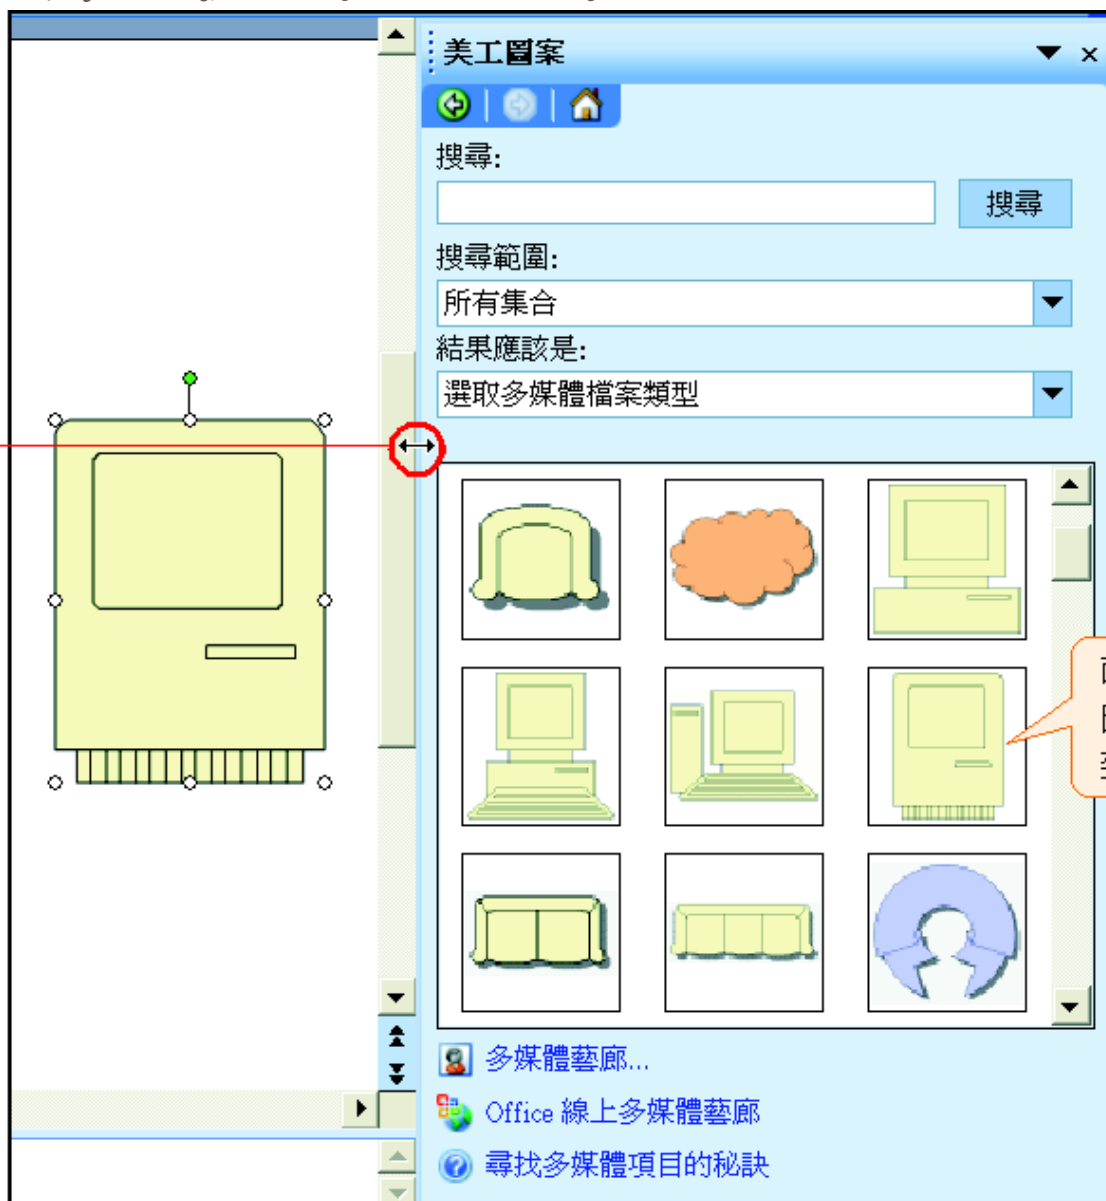 美工圖案
搜尋:
搜尋
搜尋範圍:
所有集合
結果應該是:
選取多媒體檔案類型
多媒體藝廊...
Office 線上多媒體藝廊
尋找多媒體項目的秘訣